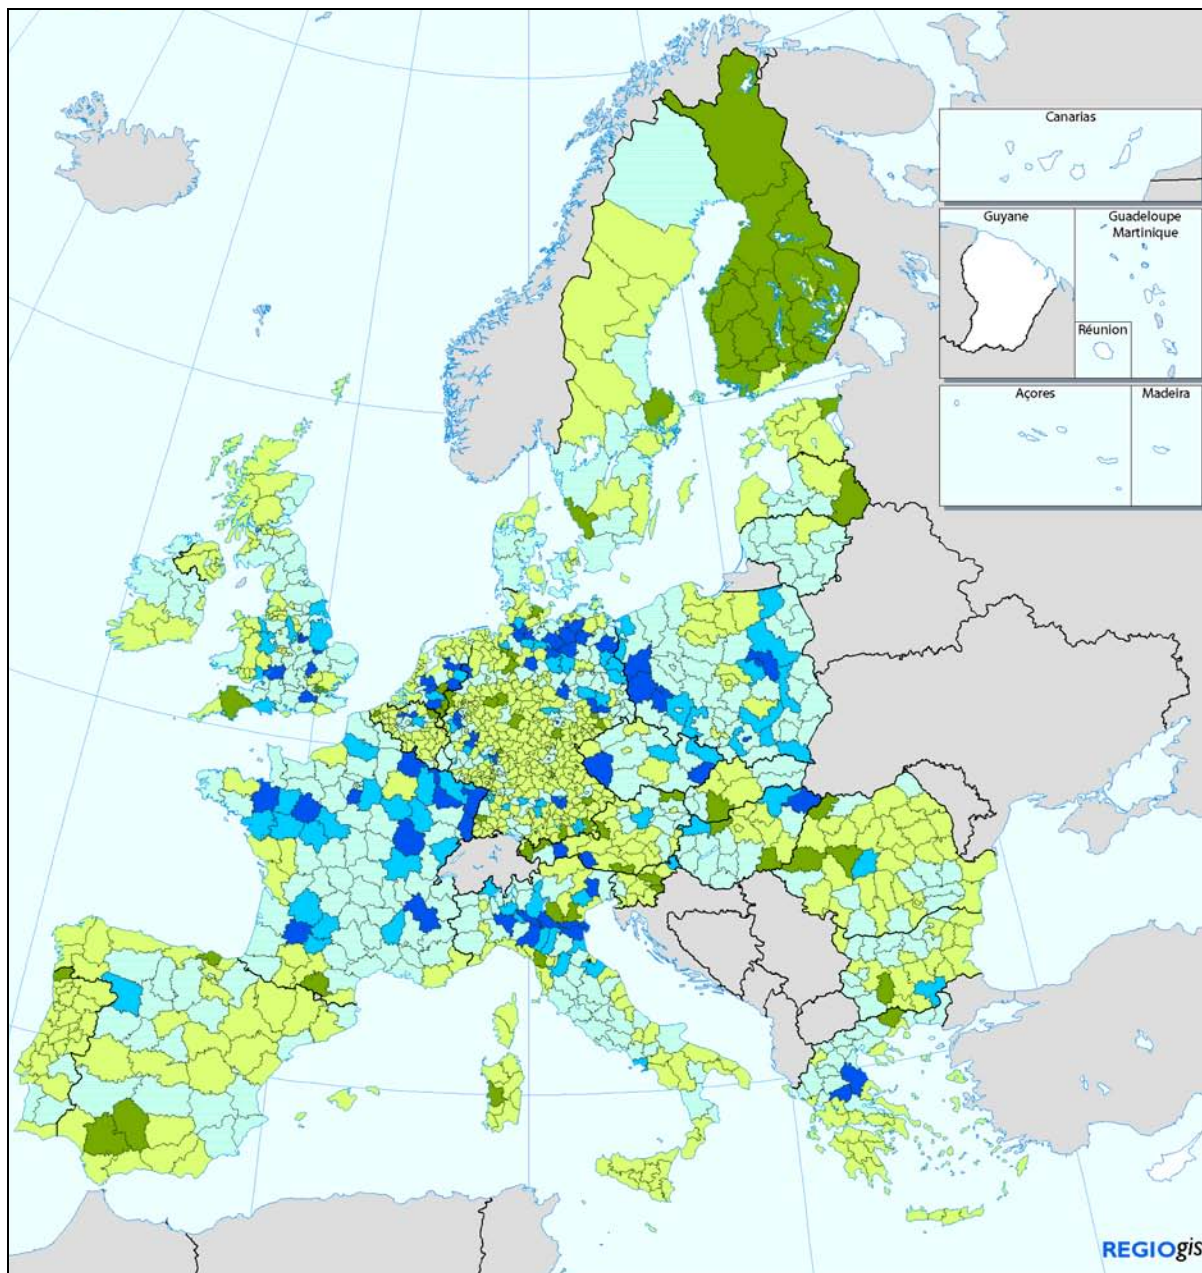 Canarias
Guyane
Guadeloupe
Martinique
Réunion
Açores
Madeira
REGIOgis